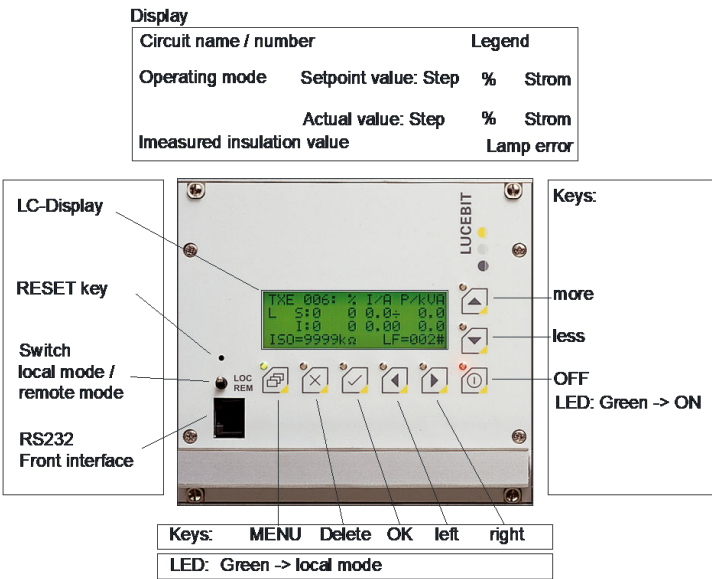 Display
Circuit name / number Legend
Operating mode Setpoint value: Step % Strom
Actual value: Step % Strom
Imeasured insulation value Lamp error
LC-Display
RESET key
Switch
local mode /
remote mode
RS232
Front interface
LUCEBIT
TXE 006: % I/A P/kVA
L S:0 0 0.0÷ 0.0
I:0 0 0.00 0.0
ISO=9999kΩ LF=002#
LOC
REM
Keys:
more
less
OFF
LED: Green -> ON
Keys: MENU Delete OK left right
LED: Green -> local mode